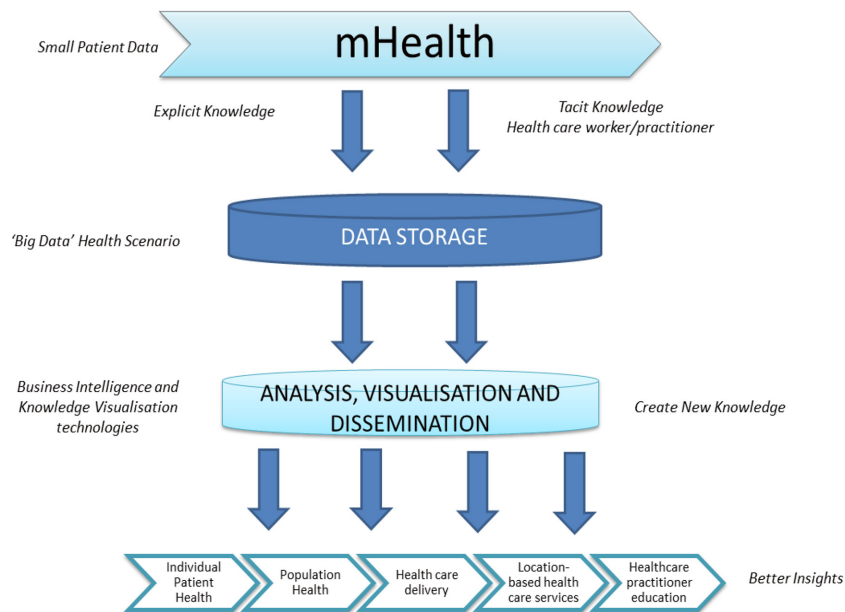 Small Patient Data
mHealth
Explicit Knowledge
Tacit Knowledge
Health care worker/practitioner
'Big Data' Health Scenario
DATA STORAGE
Business Intelligence and
Knowledge Visualisation
technologies
ANALYSIS, VISUALISATION AND
DISSEMINATION
Create New Knowledge
Individual
Patient
Health
Population
Health
Health care
delivery
Location-
based health
care services
Healthcare
practitioner
education
Better Insights